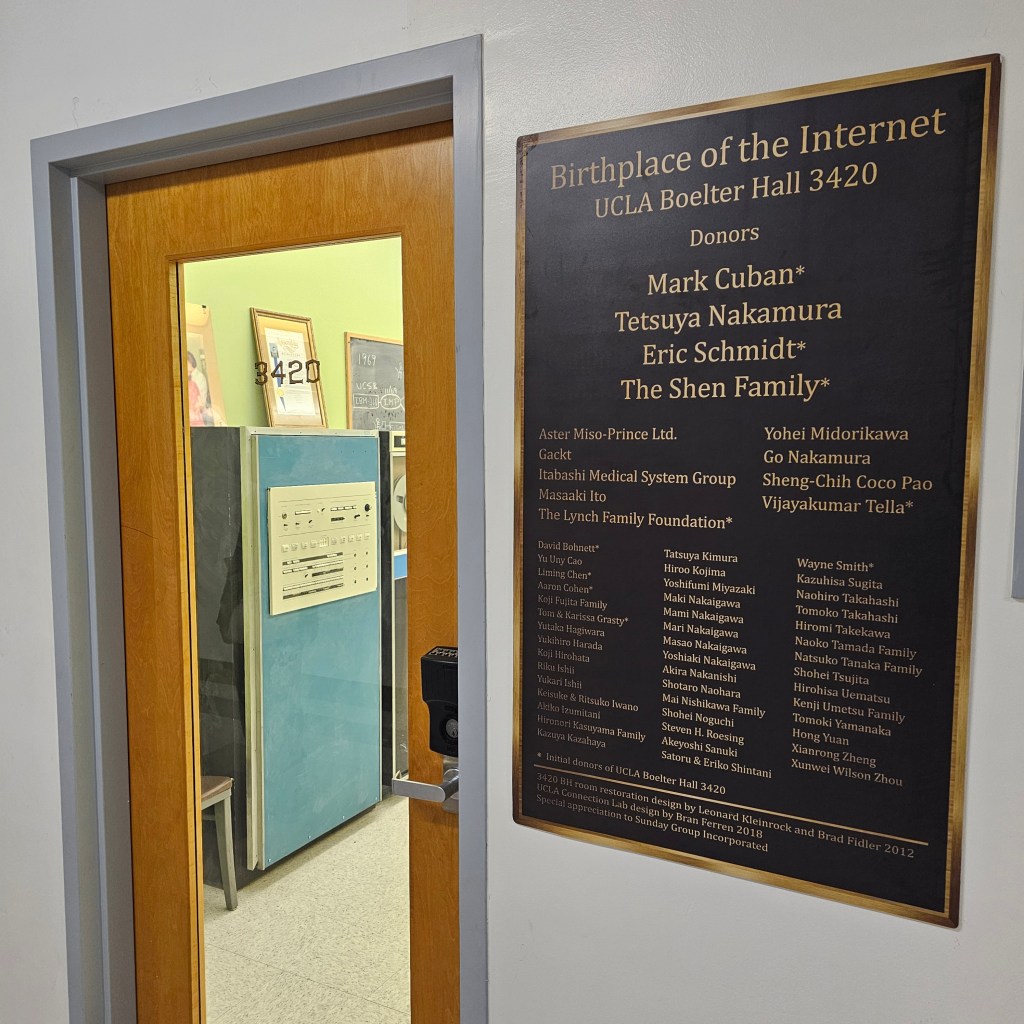 3420
1969
UCSB
Birthplace of the Internet
UCLA Boelter Hall 3420
Donors
Mark Cuban*
Tetsuya Nakamura
Eric Schmidt*
The Shen Family*
Aster Miso-Prince Ltd.
Gackt
Itabashi Medical System Group
Masaaki Ito
The Lynch Family Foundation*
Yohei Midorikawa
Go Nakamura
Sheng-Chih Coco Pao
Vijayakumar Tella*
David Bohnett*
Yu Uny Cao
Liming Chen*
Aaron Cohen*
Koji Fujita Family
Tom & Karissa Grasty*
Yutaka Hagiwara
Yukihiro Harada
Koji Hirohata
Riku Ishii
Yukari Ishii
Keisuke & Ritsuko Iwano
Akiko Izumitani
Hironori Kasuyama Family
Kazuya Kazahaya
Tatsuya Kimura
Hiroo Kojima
Yoshifumi Miyazaki
Maki Nakaigawa
Mami Nakaigawa
Mari Nakaigawa
Masao Nakaigawa
Yoshiaki Nakaigawa
Akira Nakanishi
Shotaro Naohara
Mai Nishikawa Family
Shohei Noguchi
Steven H. Roesing
Akeyoshi Sanuki
Satoru & Eriko Shintani
Wayne Smith*
Kazuhisa Sugita
Naohiro Takahashi
Tomoko Takahashi
Hiromi Takekawa
Naoko Tamada Family
Natsuko Tanaka Family
Shohei Tsujita
Hirohisa Uematsu
Kenji Umetsu Family
Tomoki Yamanaka
Hong Yuan
Xianrong Zheng
Xunwei Wilson Zhou
* Initial donors of UCLA Boelter Hall 3420
3420 BH room restoration design by Leonard Kleinrock and Brad Fidler 2012
UCLA Connection Lab design by Bran Ferren 2018
Special appreciation to Sunday Group Incorporated